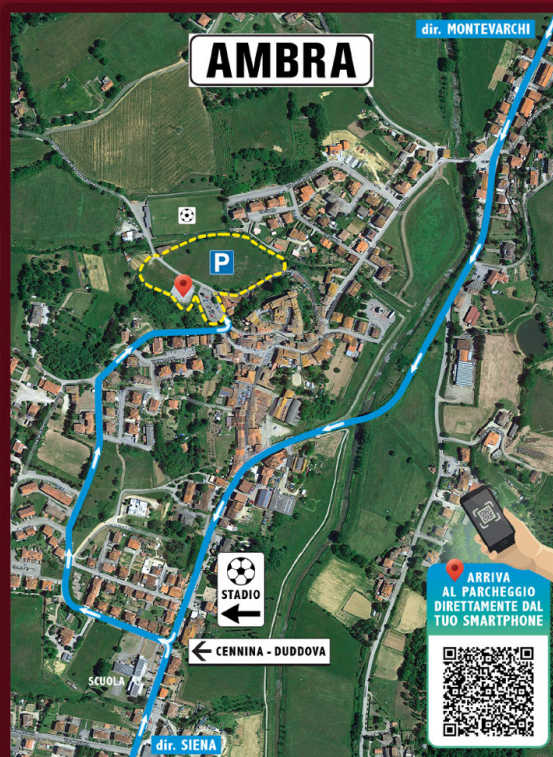 dir. MONTEVARCHI
AMBRA
P
STADIO
CENNINA - DUDDOVA
SCUOLA
dir. SIENA
ARRIVA
AL PARCHEGGIO
DIRETTAMENTE DAL
TUO SMARTPHONE